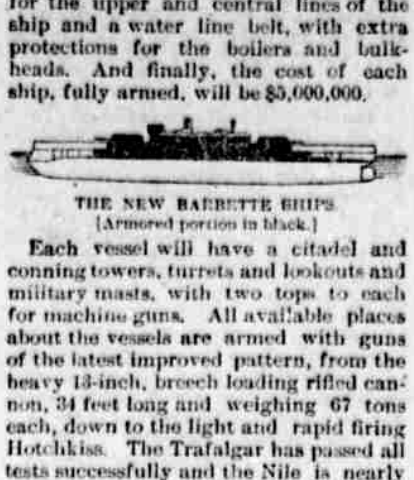 for the upper and central lines of the
ship and a water line belt, with extra
protections for the boilers and bulk-
heads. And finally, the cost of each
ship, fully armed, will be $5,000,000.
THE NEW BARBETTE SHIPS.
[Armored portion in black.]
Each vessel will have a citadel and
conning towers, turrets and lookouts and
military masts, with two tops to each
for machine guns. All available places
about the vessels are armed with guns
of the latest improved pattern, from the
heavy 13-inch, breech loading rifled can-
non, 34 feet long and weighing 67 tons
each, down to the light and rapid firing
Hotchkiss. The Trafalgar has passed all
tests successfully and the Nile is nearly